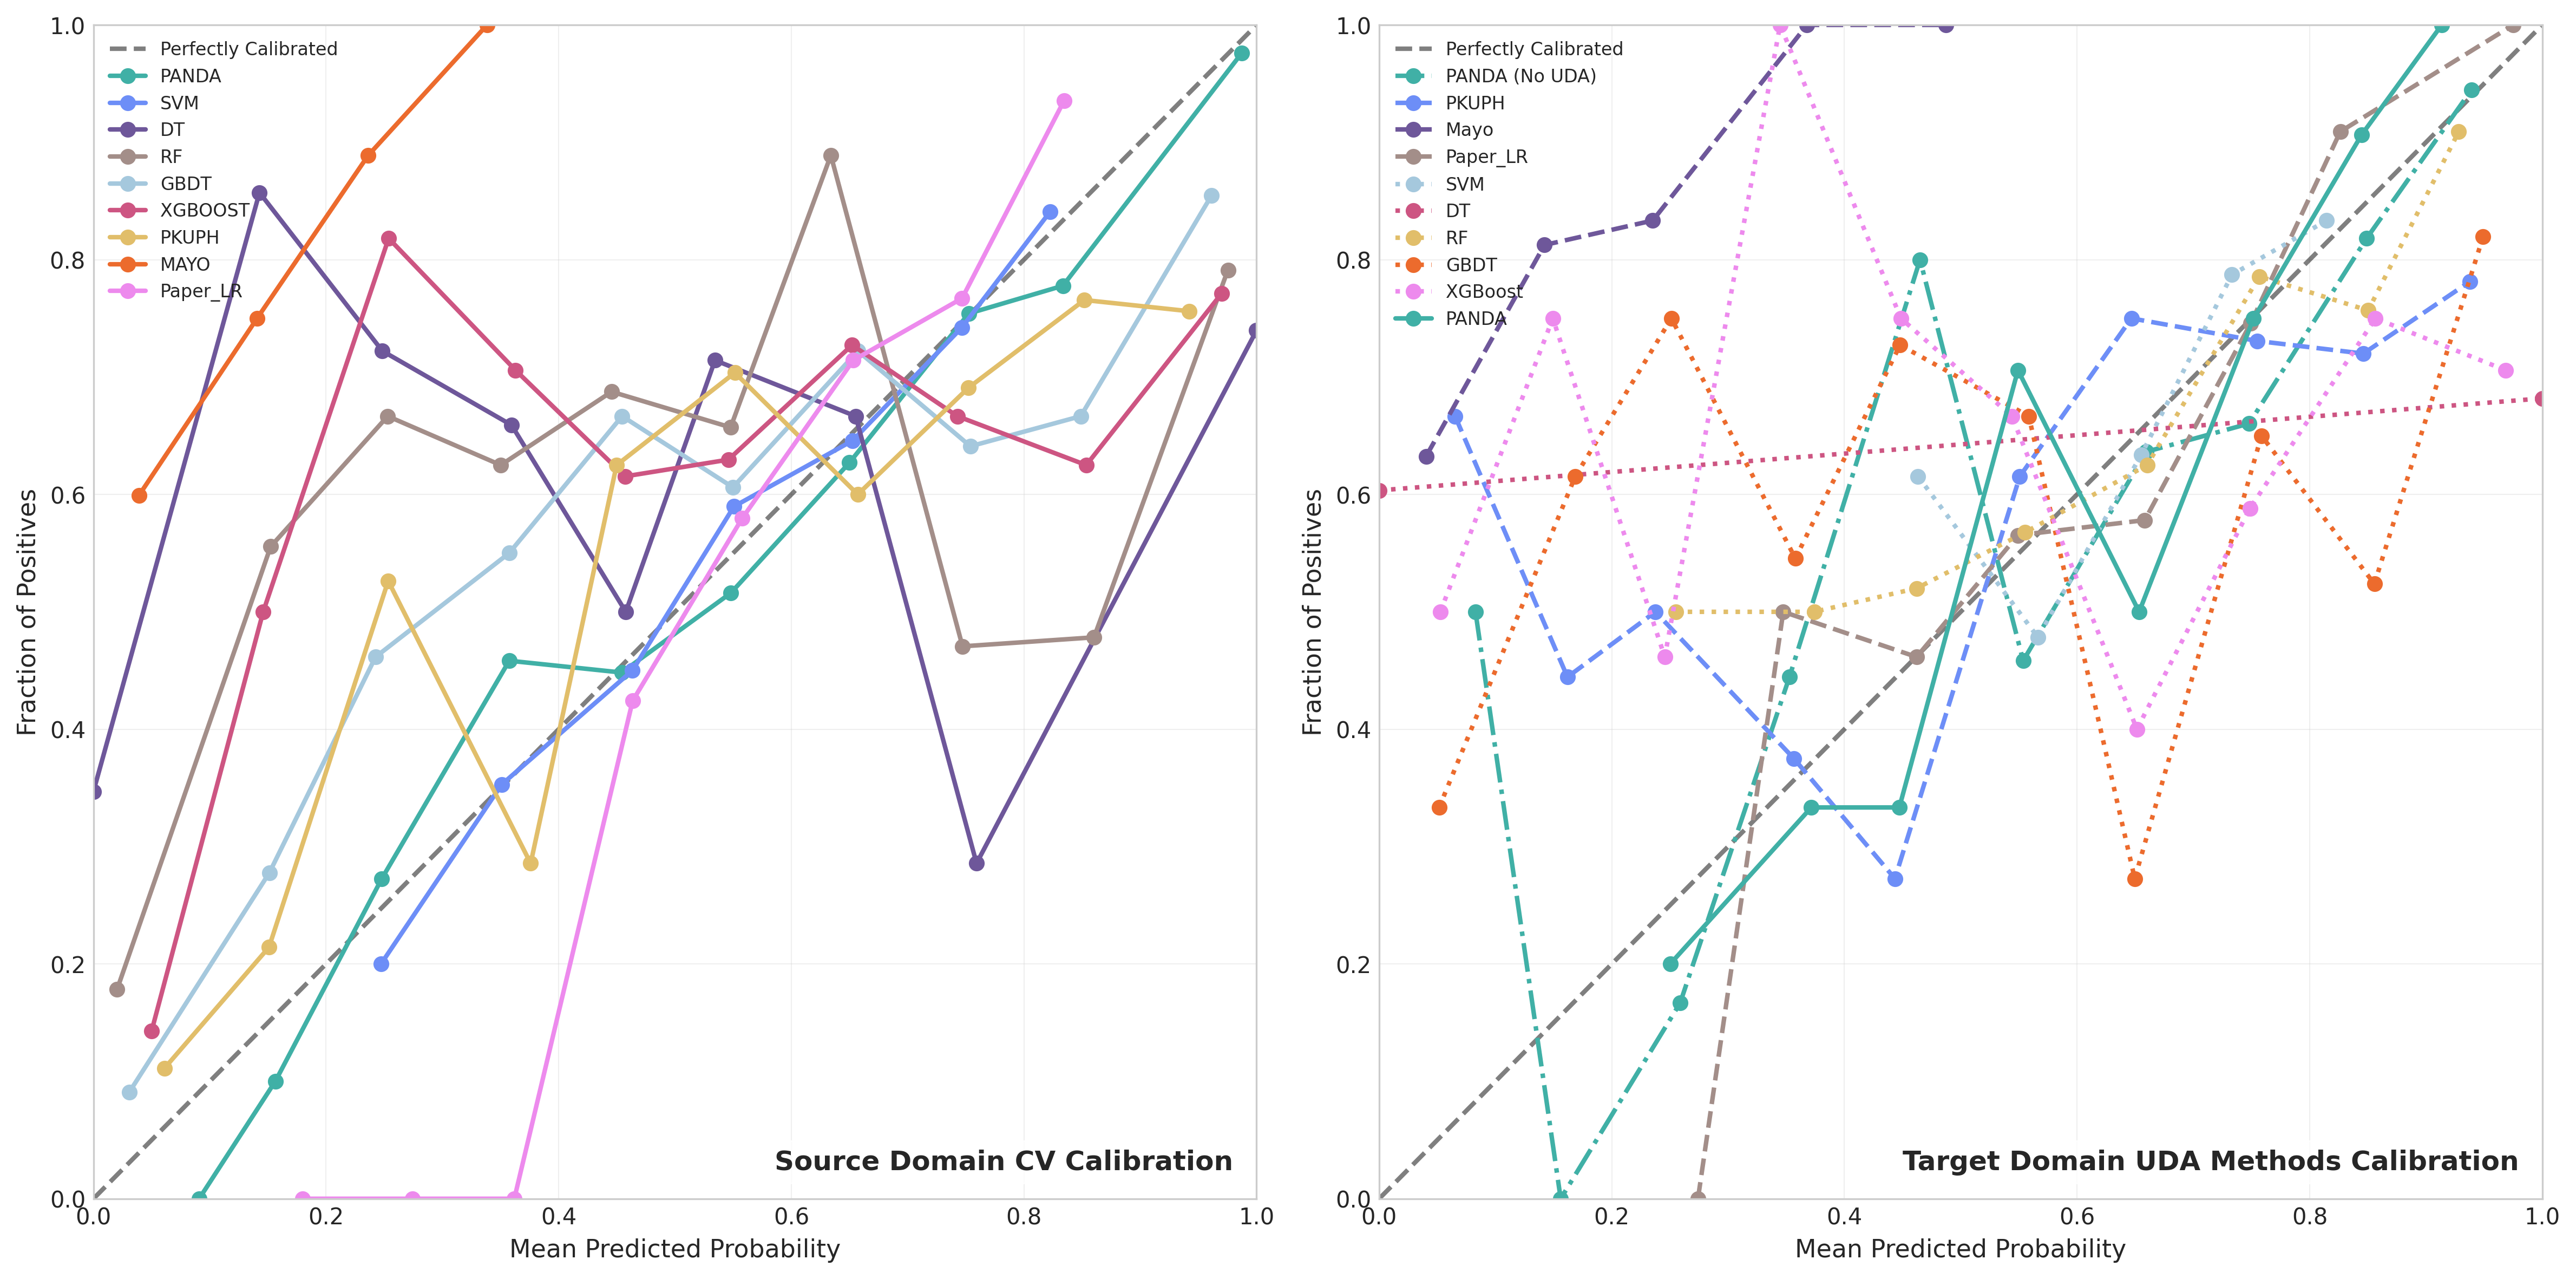 Perfectly Calibrated
PANDA
SVM
DT
RF
GBDT
XGBOOST
PKUPH
MAYO
Paper_LR
1.0
0.8
0.6
0.4
0.2
0.0
Fraction of Positives
Source Domain CV Calibration
0.0 0.2 0.4 0.6 0.8 1.0
Mean Predicted Probability
Perfectly Calibrated
PANDA (No UDA)
PKUPH
Mayo
Paper_LR
SVM
DT
RF
GBDT
XGBoost
PANDA
1.0
0.8
0.6
0.4
0.2
0.0
Fraction of Positives
Target Domain UDA Methods Calibration
0.0 0.2 0.4 0.6 0.8 1.0
Mean Predicted Probability